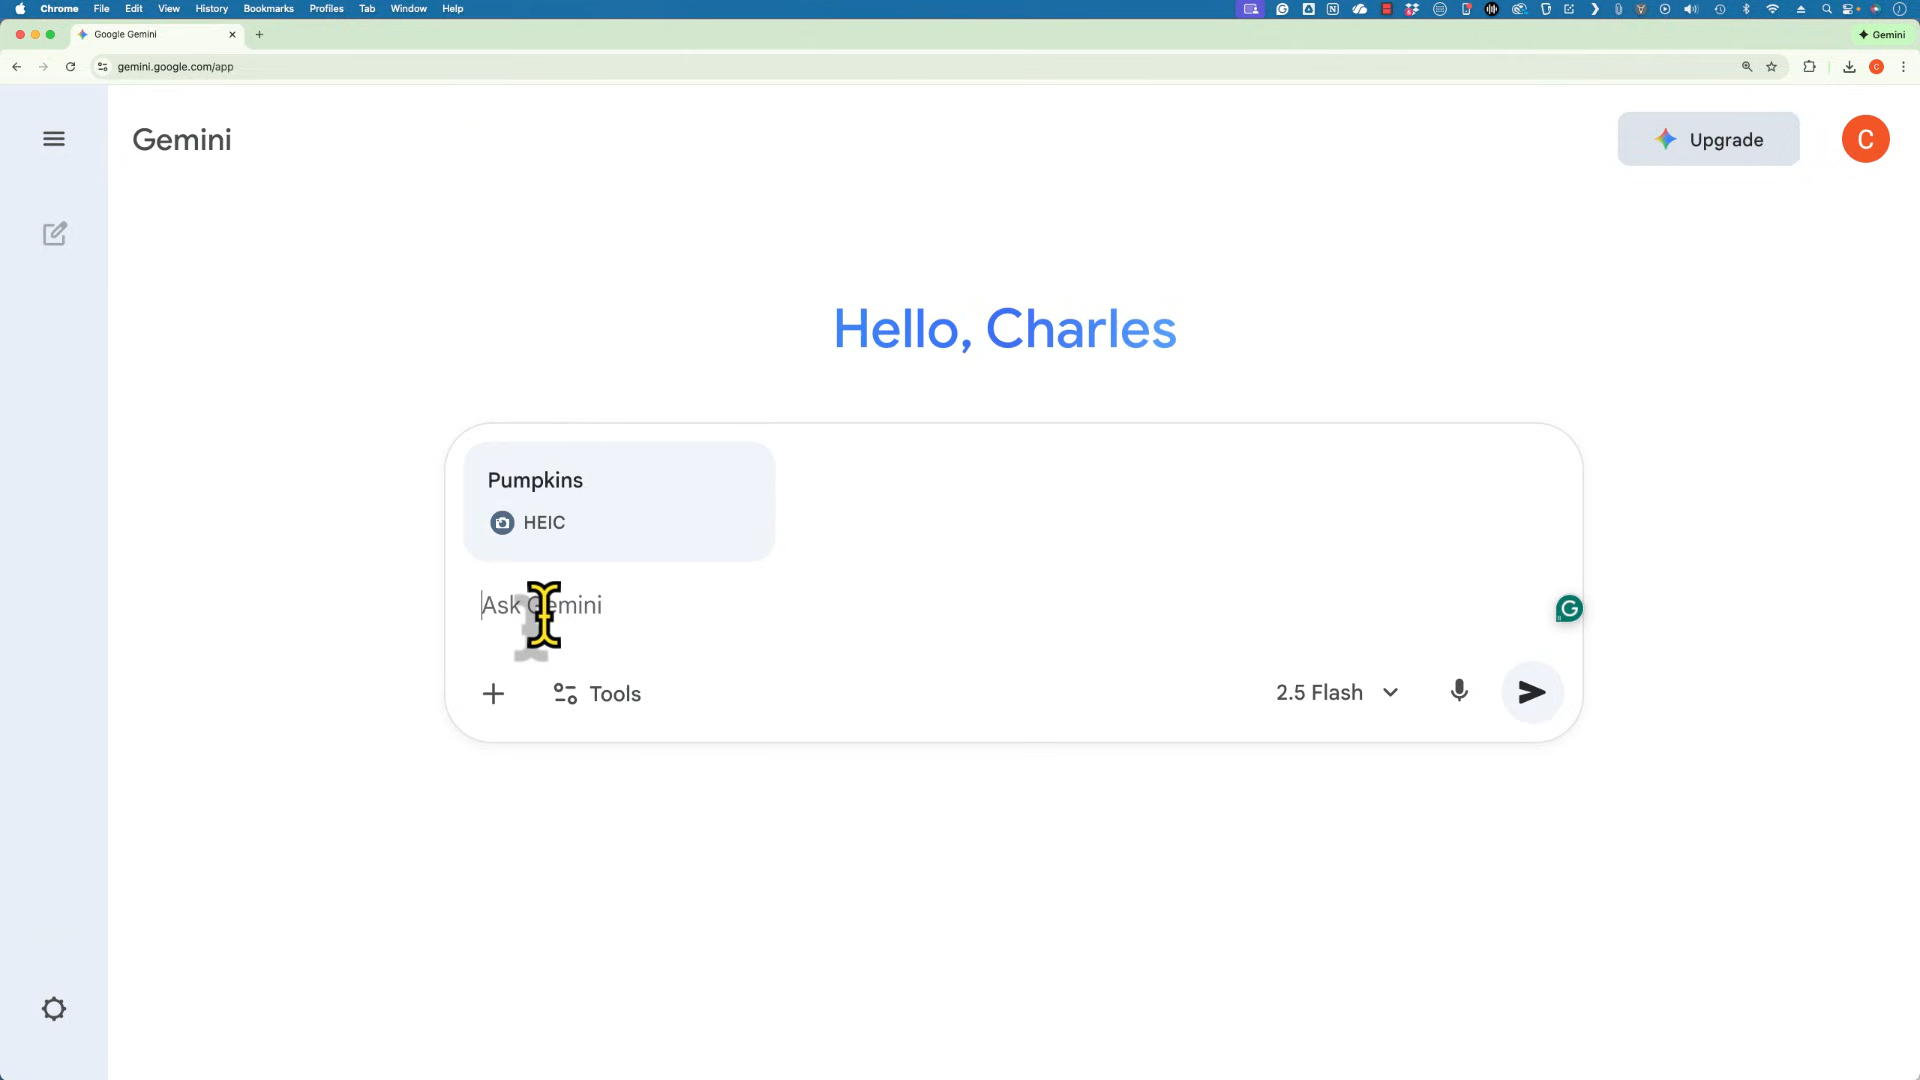 Chrome File Edit View History Bookmarks Profiles Tab Window Help
Google Gemini
Gemini
gemini.google.com/app
C
Gemini
Upgrade
C
Hello, Charles
Pumpkins
HEIC
Ask Gemini
G
Tools
2.5 Flash